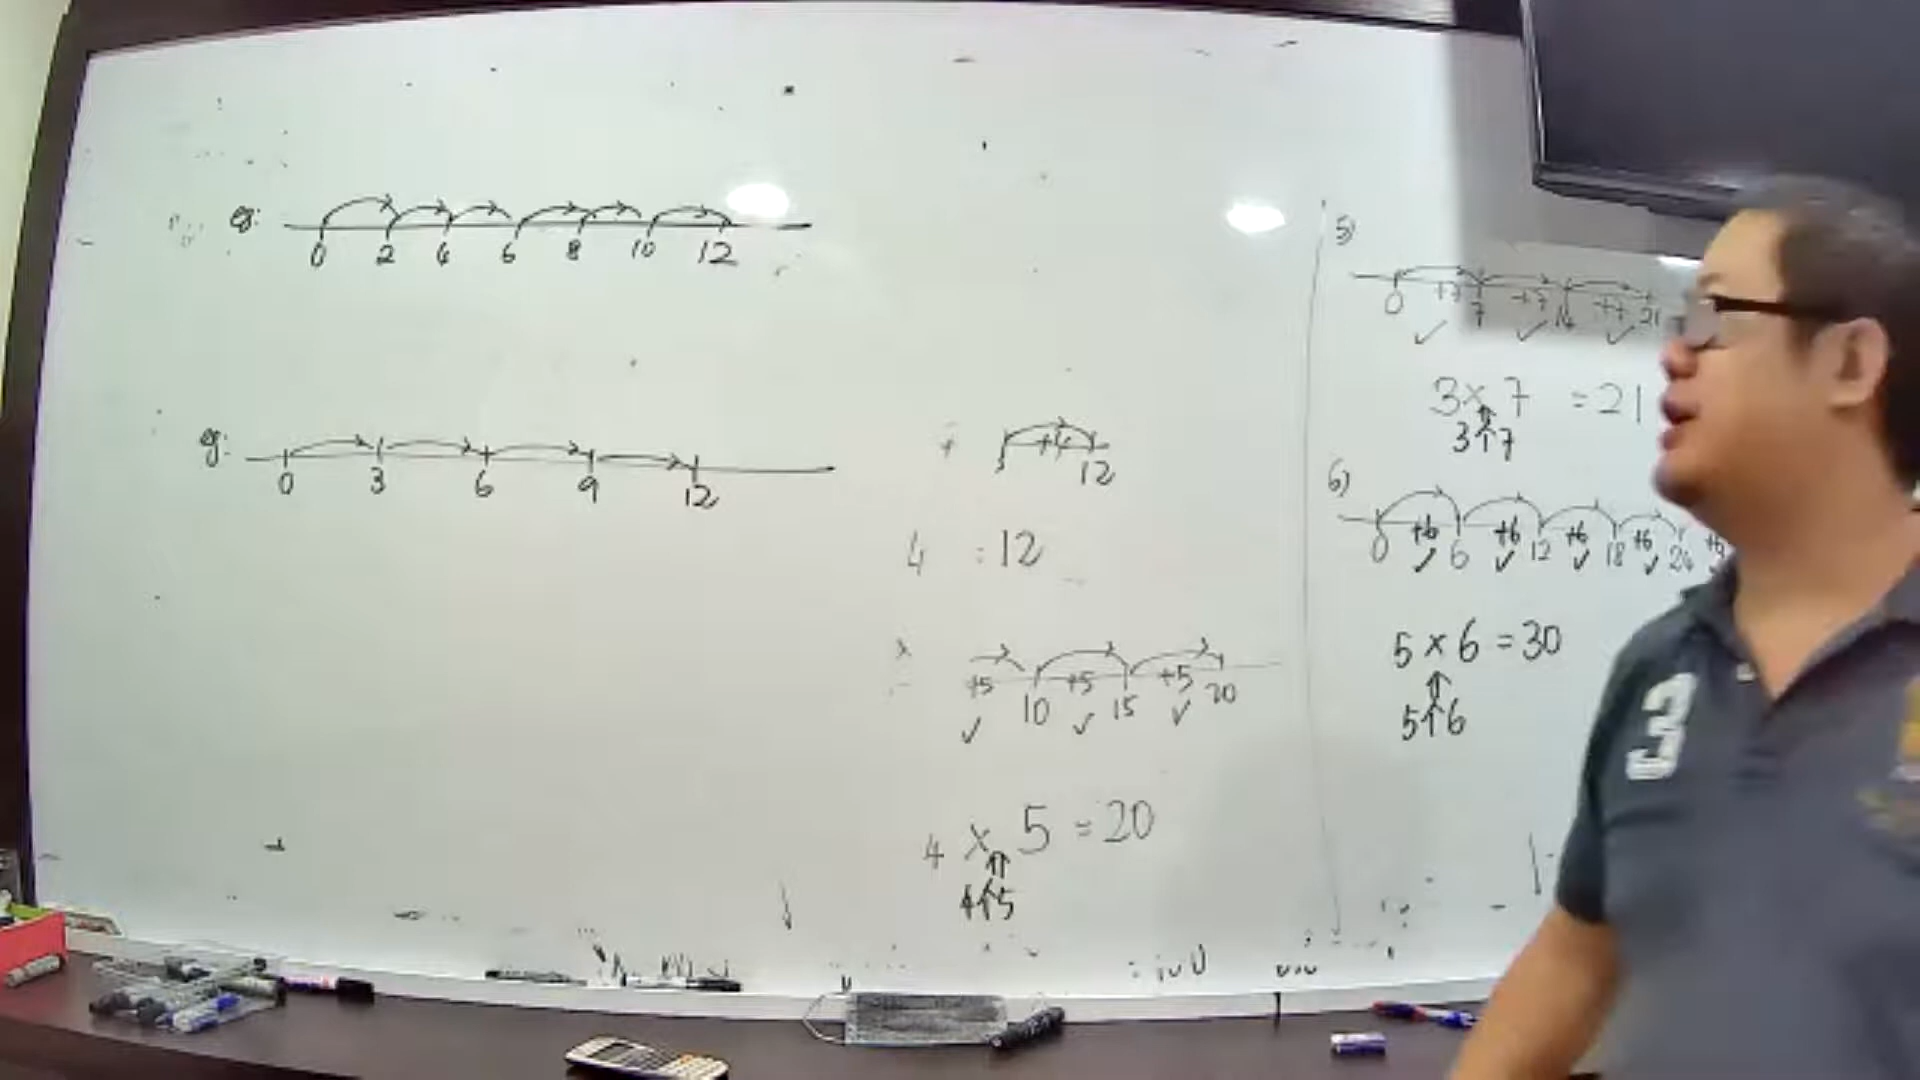 eg:
0 2 4 6 8 10 12
eg:
0 3 6 9 12
+4
12
4 = 12
+5 +5 +5
10 15 20
4 x 5 = 20
4 5
5)
+7 +7 +7
0 7 14 21
3 x 7 = 21
3 7
6)
+6 +6 +6 +6 +6
0 6 12 18 24
5 x 6 = 30
5 6
3